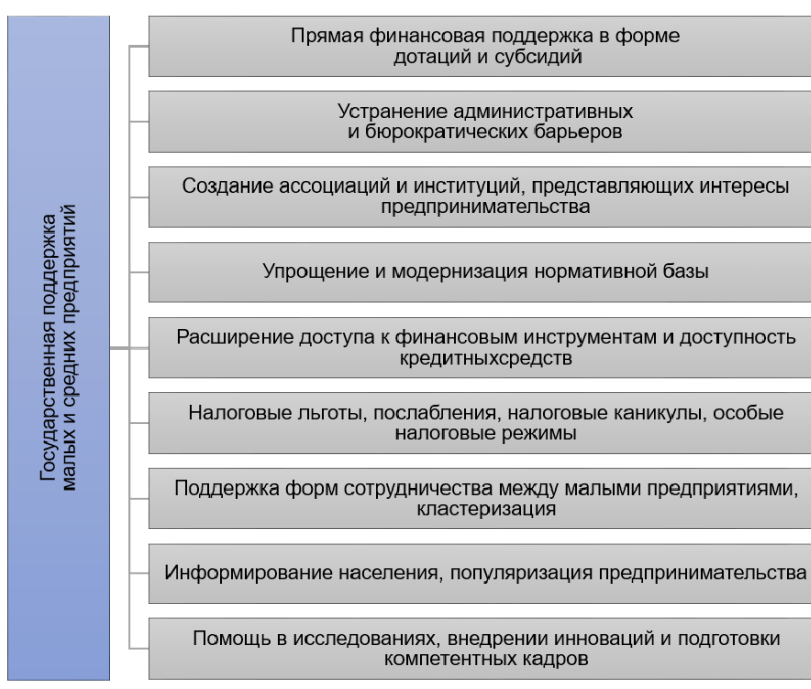 Государственная поддержка
малых и средних предприятий
Прямая финансовая поддержка в форме
дотаций и субсидий
Устранение административных
и бюрократических барьеров
Создание ассоциаций и институций, представляющих интересы
предпринимательства
Упрощение и модернизация нормативной базы
Расширение доступа к финансовым инструментам и доступность
кредитныхсредств
Налоговые льготы, послабления, налоговые каникулы, особые
налоговые режимы
Поддержка форм сотрудничества между малыми предприятиями,
кластеризация
Информирование населения, популяризация предпринимательства
Помощь в исследованиях, внедрении инноваций и подготовки
компетентных кадров